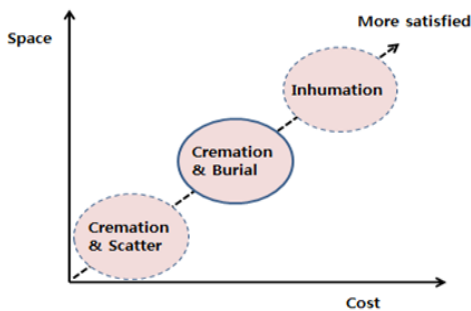 More satisfied
Space
Inhumation
Cremation
& Burial
Cremation
& Scatter
Cost